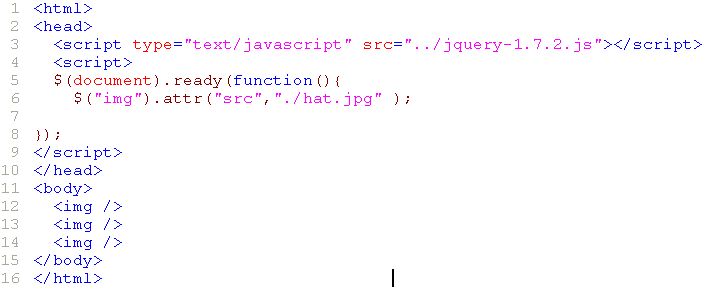 1 <html>
2 <head>
3   <script type="text/javascript" src="../jquery-1.7.2.js"></script>
4   <script>
5   $(document).ready(function(){
6     $("img").attr("src","./hat.jpg" );
7
8 });
9 </script>
10 </head>
11 <body>
12   <img />
13   <img />
14   <img />
15 </body>
16 </html>